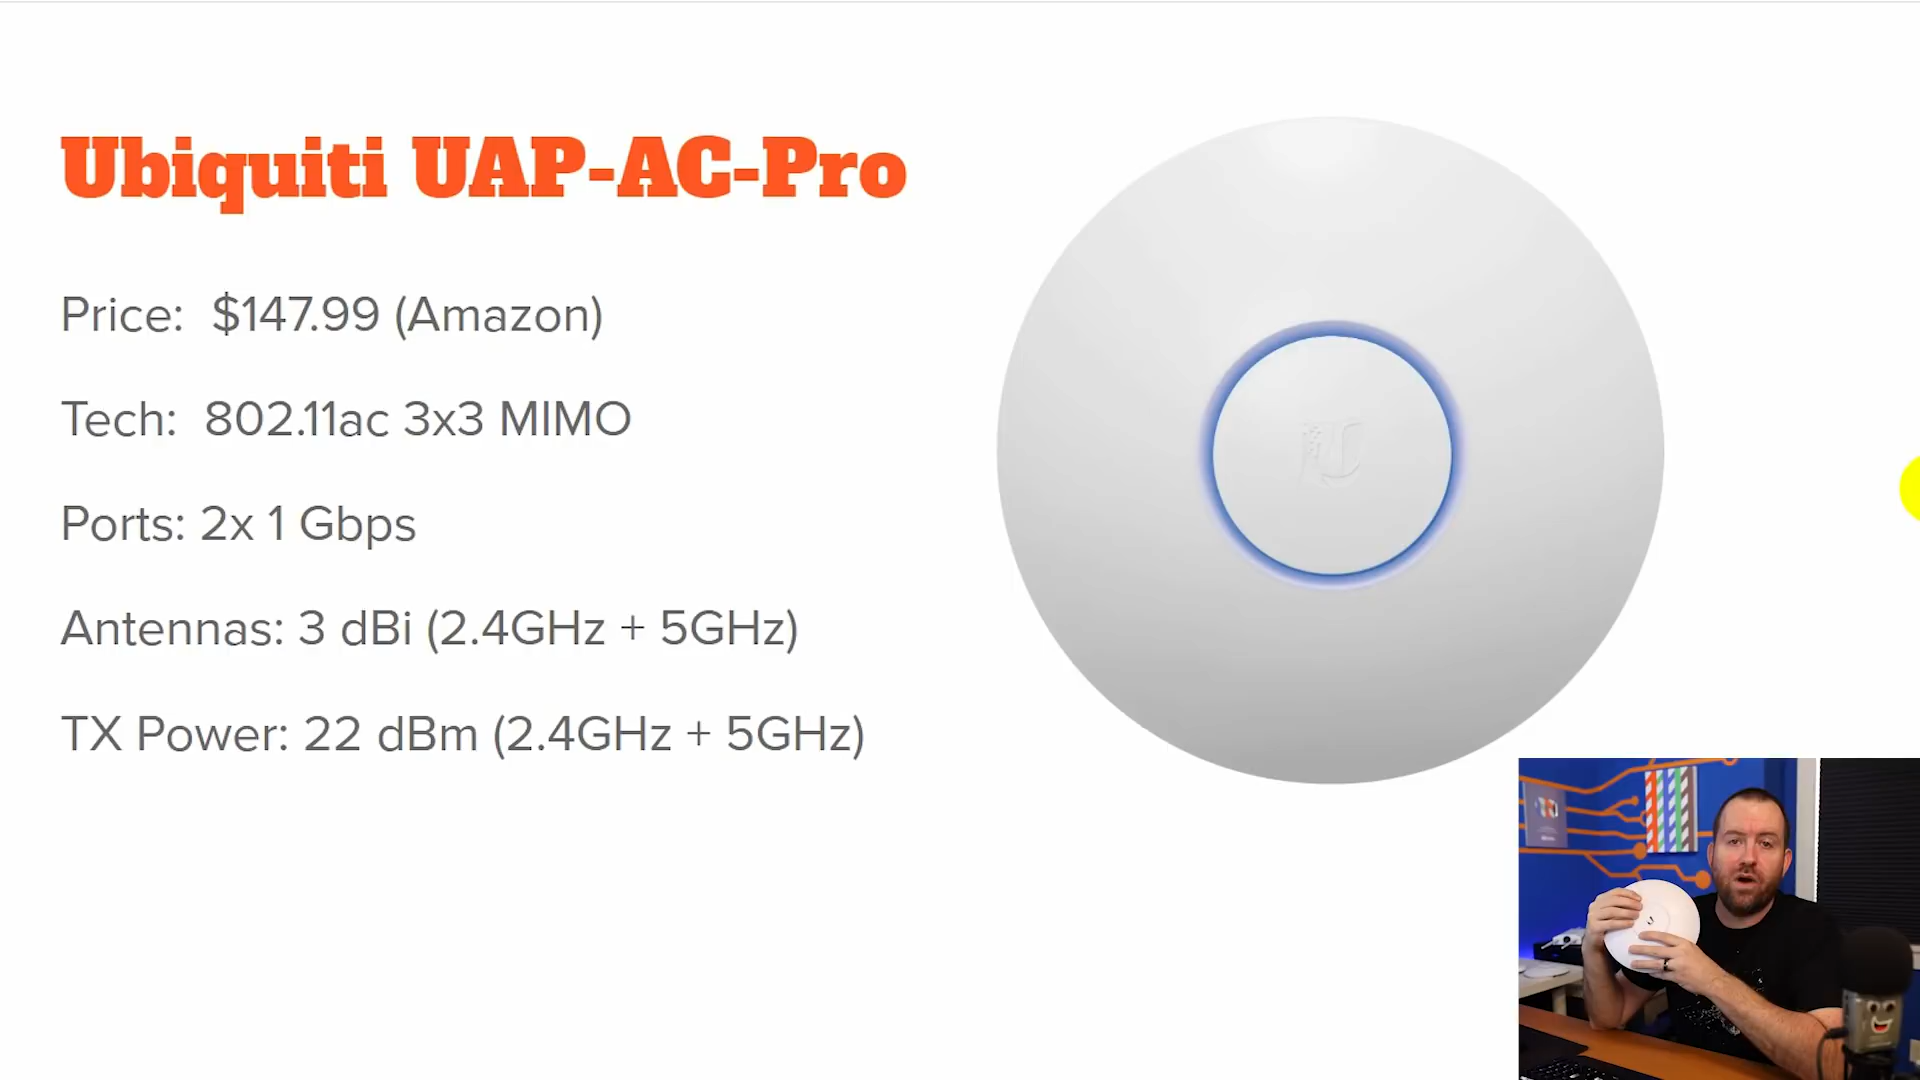 Ubiquiti UAP-AC-Pro
Price: $147.99 (Amazon)
Tech: 802.11ac 3x3 MIMO
Ports: 2x 1 Gbps
Antennas: 3 dBi (2.4GHz + 5GHz)
TX Power: 22 dBm (2.4GHz + 5GHz)